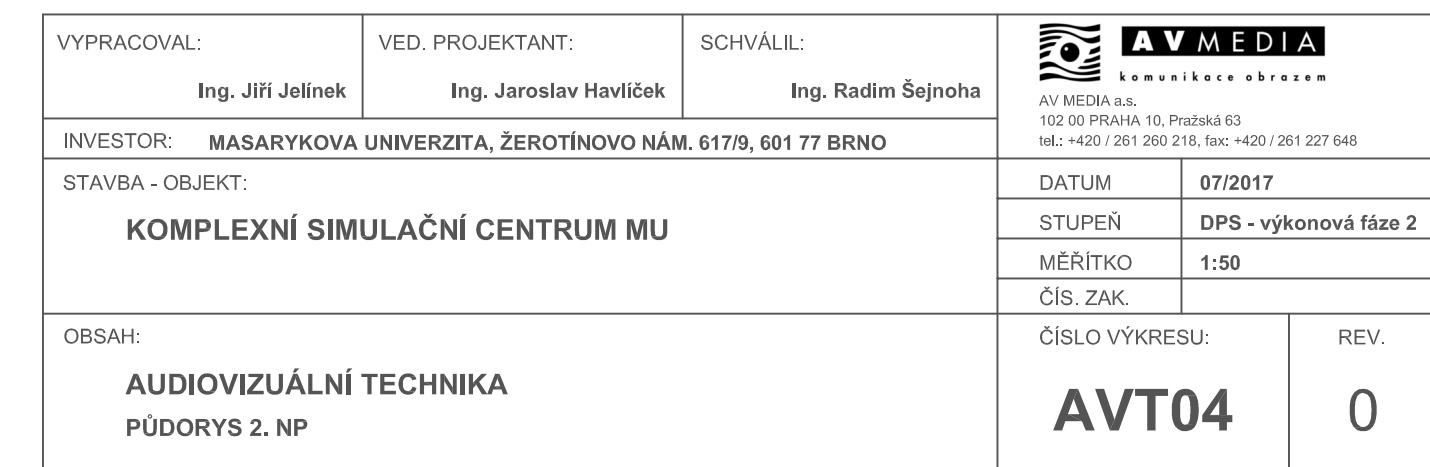 VYPRACOVAL:
Ing. Jiří Jelínek
VED. PROJEKTANT:
Ing. Jaroslav Havlíček
SCHVÁLIL:
Ing. Radim Šejnoha
AV MEDIA
komunikace obrazem
AV MEDIA a.s.
102 00 PRAHA 10, Pražská 63
tel.: +420 / 261 260 218, fax: +420 / 261 227 648
INVESTOR: MASARYKOVA UNIVERZITA, ŽEROTÍNOVO NÁM. 617/9, 601 77 BRNO
STAVBA - OBJEKT:
KOMPLEXNÍ SIMULAČNÍ CENTRUM MU
DATUM 07/2017
STUPEŇ DPS - výkonová fáze 2
MĚŘÍTKO 1:50
ČÍS. ZAK.
OBSAH:
AUDIOVIZUÁLNÍ TECHNIKA
PŮDORYS 2. NP
ČÍSLO VÝKRESU:
AVT04
REV.
0